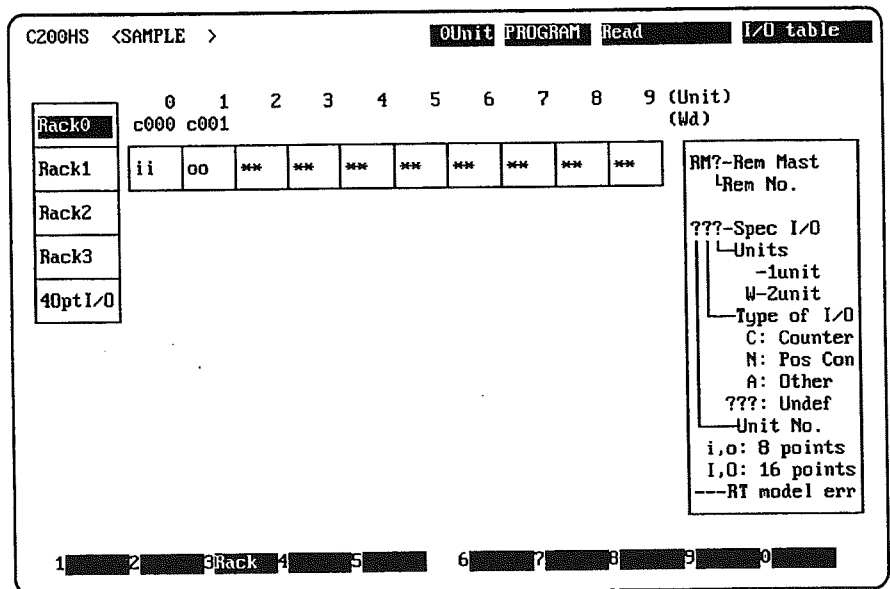 C200HS <SAMPLE > 0Unit PROGRAM Read I/O table
0 1 2 3 4 5 6 7 8 9 (Unit)
Rack0 c000 c001 (Wd)
Rack1 ii oo ** ** ** ** ** ** ** **
Rack2
Rack3
40ptI/O
RM?-Rem Mast
Rem No.
???-Spec I/O
Units
-1unit
W-2unit
Type of I/O
C: Counter
N: Pos Con
A: Other
???: Undef
Unit No.
i,o: 8 points
I,O: 16 points
---RT model err
1 2 3Rack 4 5 6 7 8 9 0